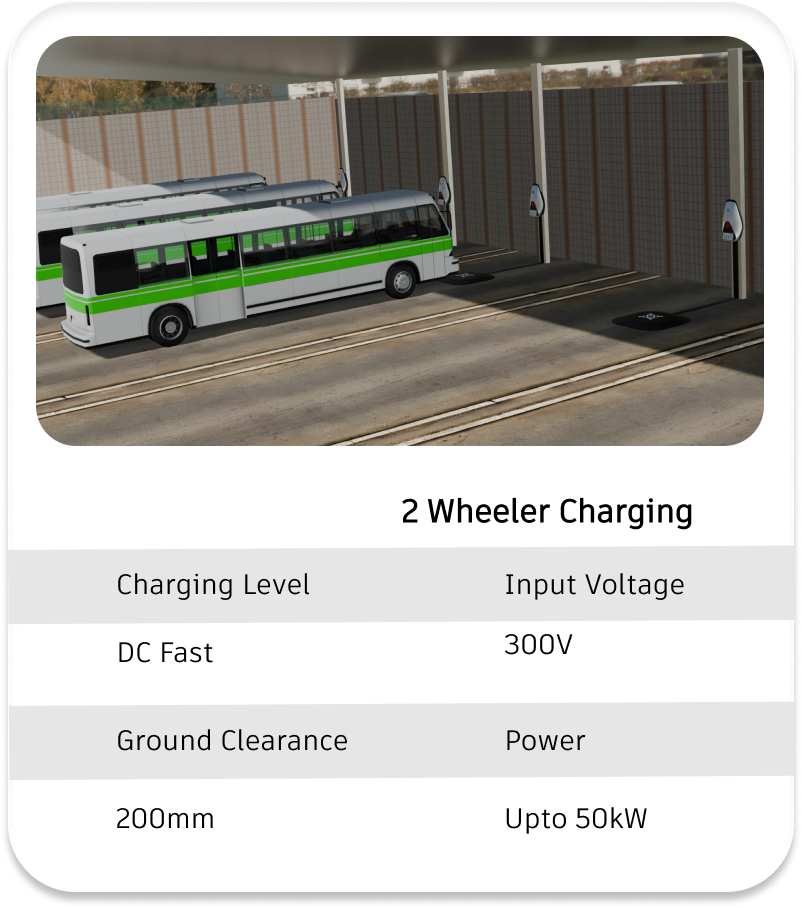 2 Wheeler Charging
Charging Level Input Voltage
DC Fast 300V
Ground Clearance Power
200mm Upto 50kW